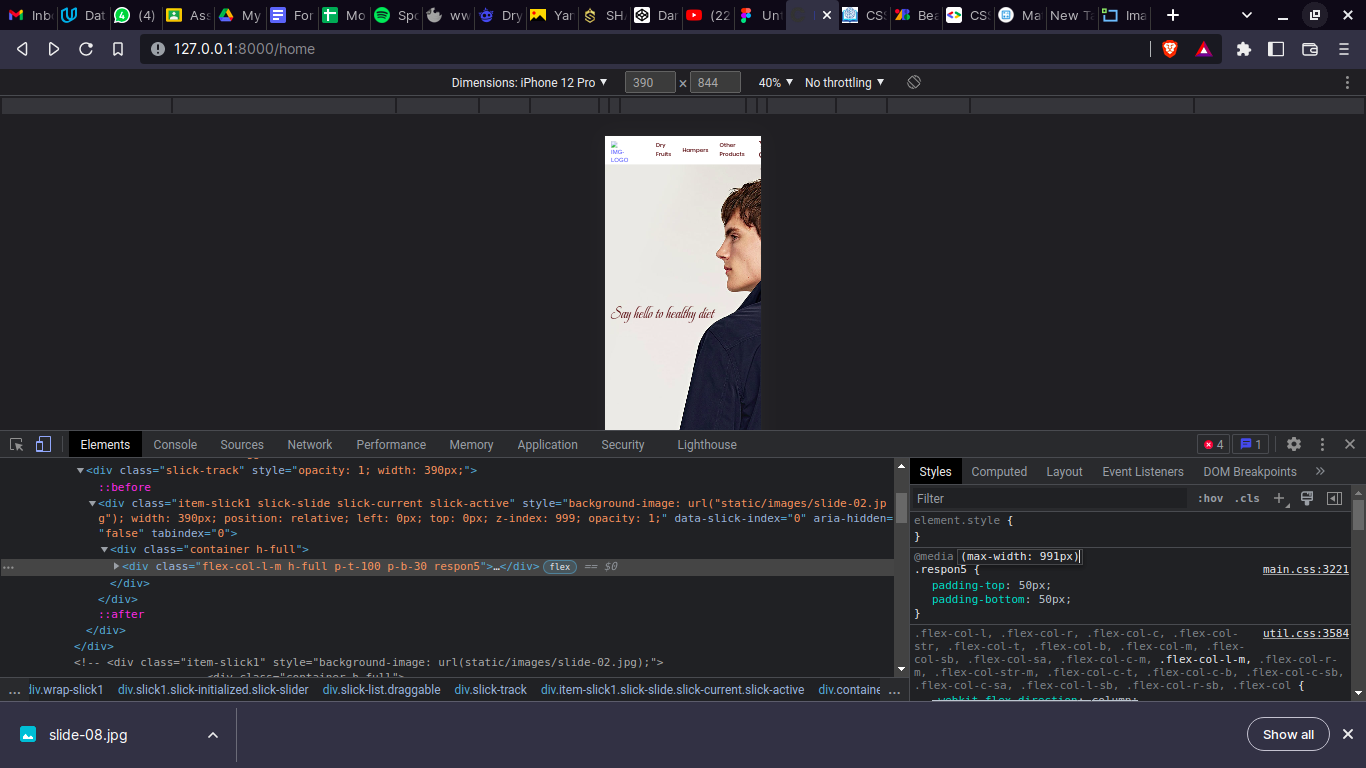 Inb Dat (4) Ass My For Mo Spo ww Dry Yar SHA Dar (22 Unt CSS Bea CSS Ma New Ta Ima
127.0.0.1:8000/home
Dimensions: iPhone 12 Pro 390 × 844 40% No throttling
IMG-LOGO
Dry Fruits
Hampers
Other Products
Say hello to healthy diet
Elements Console Sources Network Performance Memory Application Security Lighthouse 4 1
<div class="slick-track" style="opacity: 1; width: 390px;">
::before
<div class="item-slick1 slick-slide slick-current slick-active" style="background-image: url("static/images/slide-02.jp
g"); width: 390px; position: relative; left: 0px; top: 0px; z-index: 999; opacity: 1;" data-slick-index="0" aria-hidden=
"false" tabindex="0">
<div class="container h-full">
<div class="flex-col-l-m h-full p-t-100 p-b-30 respon5">…</div> flex == $0
</div>
</div>
::after
</div>
</div>
<!-- <div class="item-slick1" style="background-image: url(static/images/slide-02.jpg);">
<div class="container h-full">
... div.wrap-slick1 div.slick1.slick-initialized.slick-slider div.slick-list.draggable div.slick-track div.item-slick1.slick-slide.slick-current.slick-active div.containe ...
Styles Computed Layout Event Listeners DOM Breakpoints »
Filter :hov .cls
element.style {
}
@media (max-width: 991px)
.respon5 { main.css:3221
padding-top: 50px;
padding-bottom: 50px;
}
.flex-col-l, .flex-col-r, .flex-col-c, .flex-col- util.css:3584
str, .flex-col-t, .flex-col-b, .flex-col-m, .flex-
col-sb, .flex-col-sa, .flex-col-c-m, .flex-col-l-m, .flex-col-r-
m, .flex-col-str-m, .flex-col-c-t, .flex-col-c-b, .flex-col-c-sb,
.flex-col-c-sa, .flex-col-l-sb, .flex-col-r-sb, .flex-col {
-webkit-flex-direction: column;
slide-08.jpg
Show all